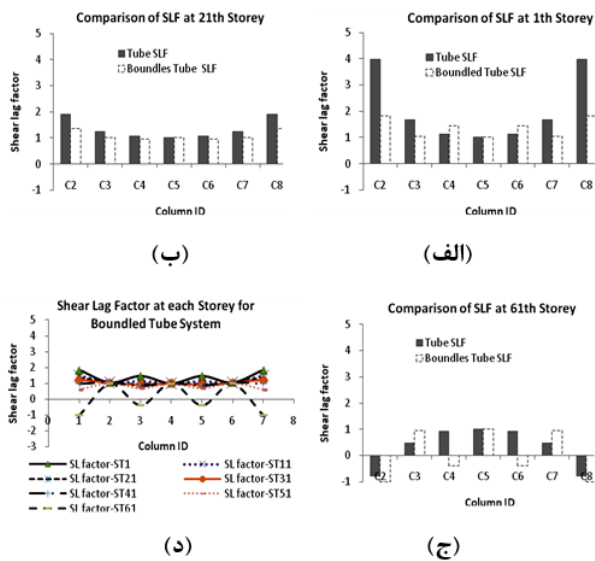 Comparison of SLF at 21th Storey
Tube SLF
Boundles Tube SLF
Shear lag factor
5
4
3
2
1
0
-1
C2 C3 C4 C5 C6 C7 C8
Column ID
(ب)
Comparison of SLF at 1th Storey
Tube SLF
Boundled Tube SLF
Shear lag factor
5
4
3
2
1
0
-1
C2 C3 C4 C5 C6 C7 C8
Column ID
(الف)
Shear Lag Factor at each Storey for
Boundled Tube System
Shear lag factor
5
4
3
2
1
0
-1
-2
-3
0 1 2 3 4 5 6 7 8
Column ID
SL factor-ST1 SL factor-ST11
SL factor-ST21 SL factor-ST31
SL factor-ST41 SL factor-ST51
SL factor-ST61
(د)
Comparison of SLF at 61th Storey
Tube SLF
Boundles Tube SLF
Shear lag factor
5
4
3
2
1
0
-1
C2 C3 C4 C5 C6 C7 C8
Column ID
(ج)